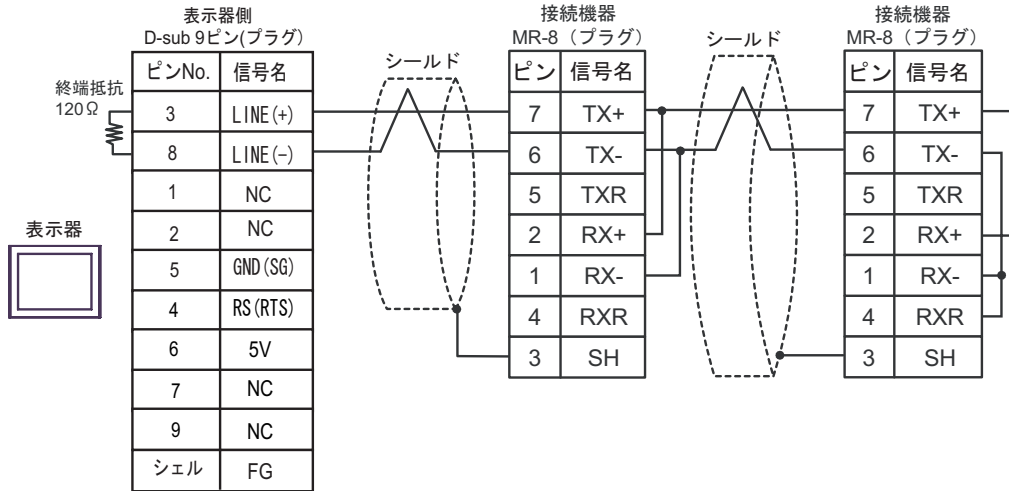 表示器側
D-sub 9ピン(プラグ)
ピンNo. 信号名
3 LINE(+)
8 LINE(−)
1 NC
2 NC
5 GND(SG)
4 RS(RTS)
6 5V
7 NC
9 NC
シェル FG
終端抵抗
120Ω
表示器
シールド
接続機器
MR-8（プラグ)
ピン 信号名
7 TX+
6 TX-
5 TXR
2 RX+
1 RX-
4 RXR
3 SH
シールド
接続機器
MR-8（プラグ)
ピン 信号名
7 TX+
6 TX-
5 TXR
2 RX+
1 RX-
4 RXR
3 SH